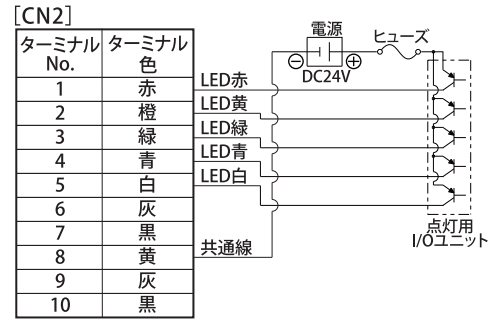 [CN2]
ターミナル No. ターミナル 色
1 赤
2 橙
3 緑
4 青
5 白
6 灰
7 黒
8 黄
9 灰
10 黒
LED赤
LED黄
LED緑
LED青
LED白
共通線
電源
⊖ ⊕
DC24V
ヒューズ
点灯用
I/Oユニット